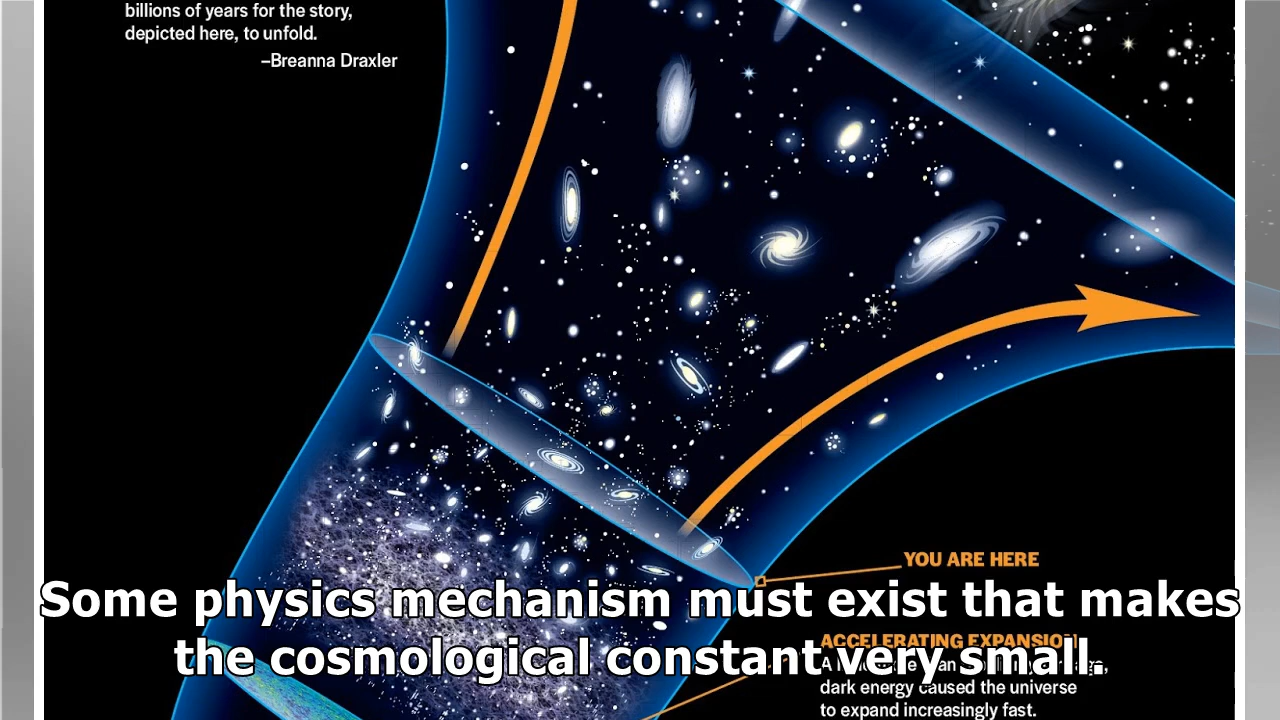 billions of years for the story,
depicted here, to unfold.
–Breanna Draxler
YOU ARE HERE
ACCELERATING EXPANSION
A
dark energy caused the universe
to expand increasingly fast.
Some physics mechanism must exist that makes
the cosmological constant very small.